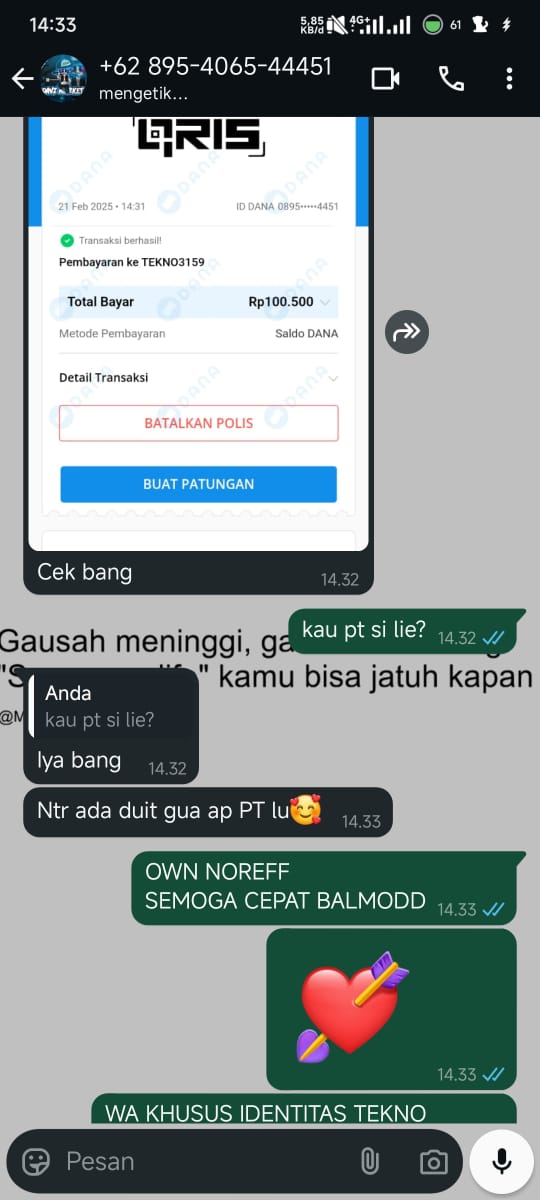 14:33
5,85
KB/d
4G+
61
+62 895-4065-44451
mengetik...
QRIS
21 Feb 2025 • 14:31
ID DANA 0895•••••4451
Transaksi berhasil!
Pembayaran ke TEKNO3159
Total Bayar
Rp100.500
Metode Pembayaran
Saldo DANA
Detail Transaksi
BATALKAN POLIS
BUAT PATUNGAN
Cek bang
14.32
kau pt si lie?
14.32
Gausah meninggi,
" kamu bisa jatuh kapan
Anda
kau pt si lie?
Iya bang
14.32
Ntr ada duit gua ap PT lu🥰
14.33
OWN NOREFF
SEMOGA CEPAT BALMODD
14.33
14.33
WA KHUSUS IDENTITAS TEKNO
Pesan